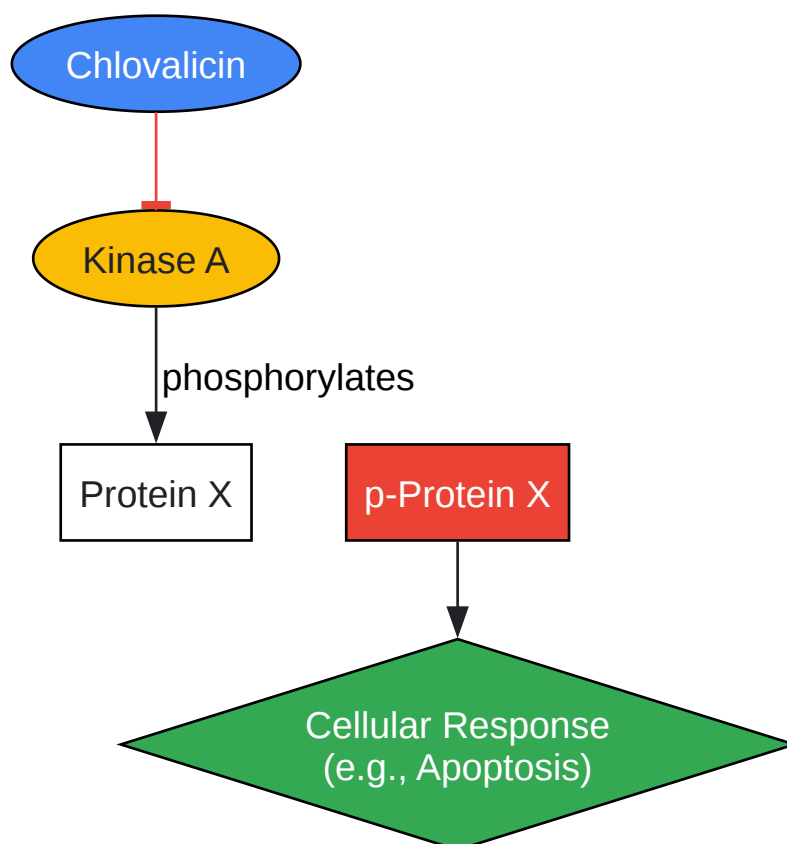 Chlovalicin
Kinase A
phosphorylates
Protein X
p-Protein X
Cellular Response
(e.g., Apoptosis)